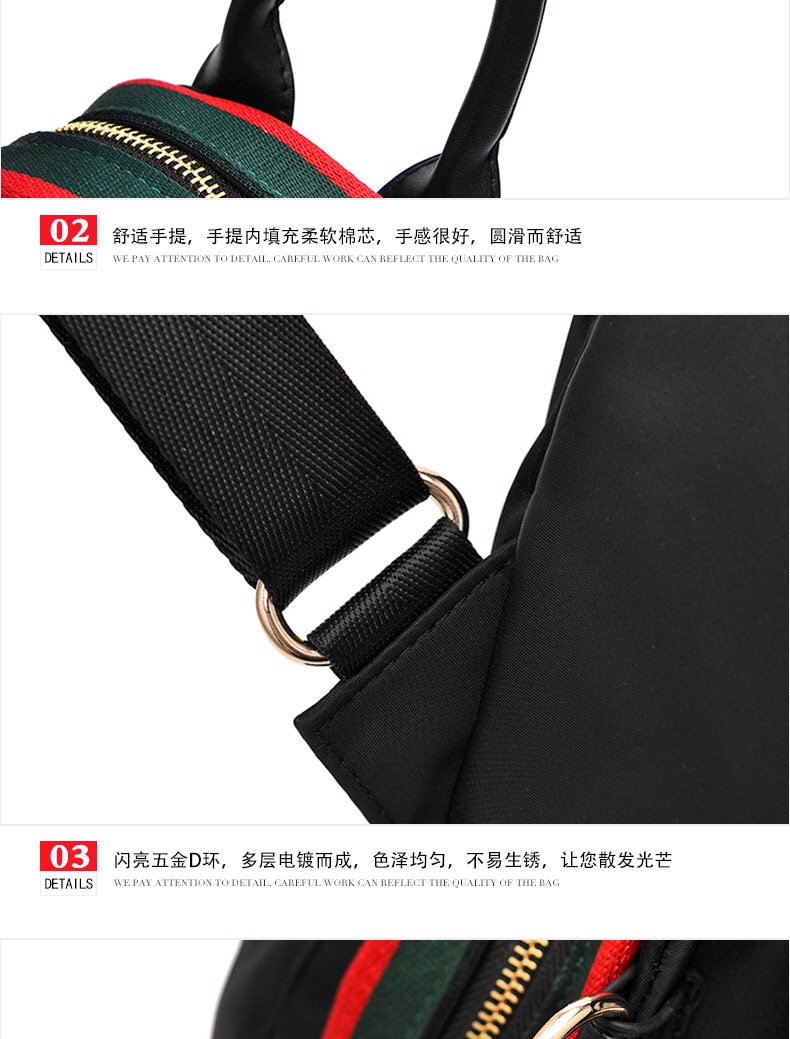 02
舒适手提，手提内填充柔软棉芯，手感很好，圆滑而舒适
DETAILS
WE PAY ATTENTION TO DETAIL, CAREFUL WORK CAN REFLECT THE QUALITY OF THE BAG
03
闪亮五金D环，多层电镀而成，色泽均匀，不易生锈，让您散发光芒
DETAILS
WE PAY ATTENTION TO DETAIL, CAREFUL WORK CAN REFLECT THE QUALITY OF THE BAG